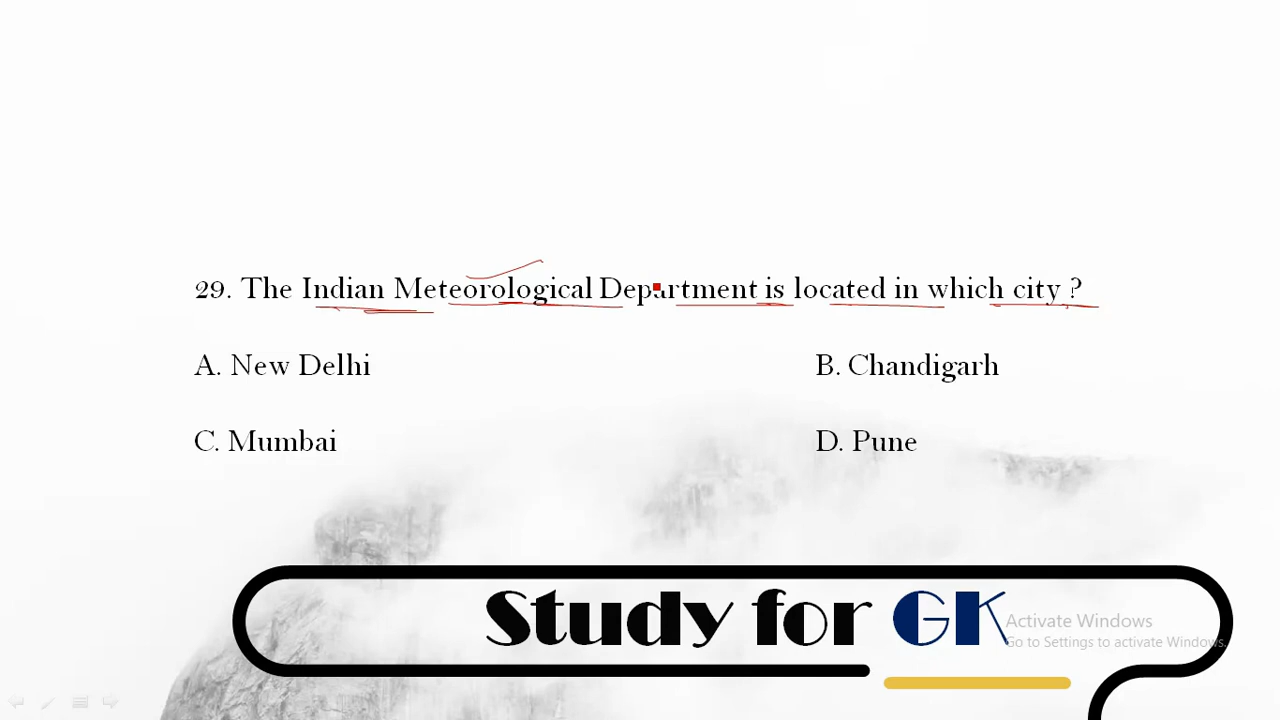 29. The Indian Meteorological Department is located in which city ?
A. New Delhi
B. Chandigarh
C. Mumbai
D. Pune
Study for GK
Activate Windows
Go to Settings to activate Windows.